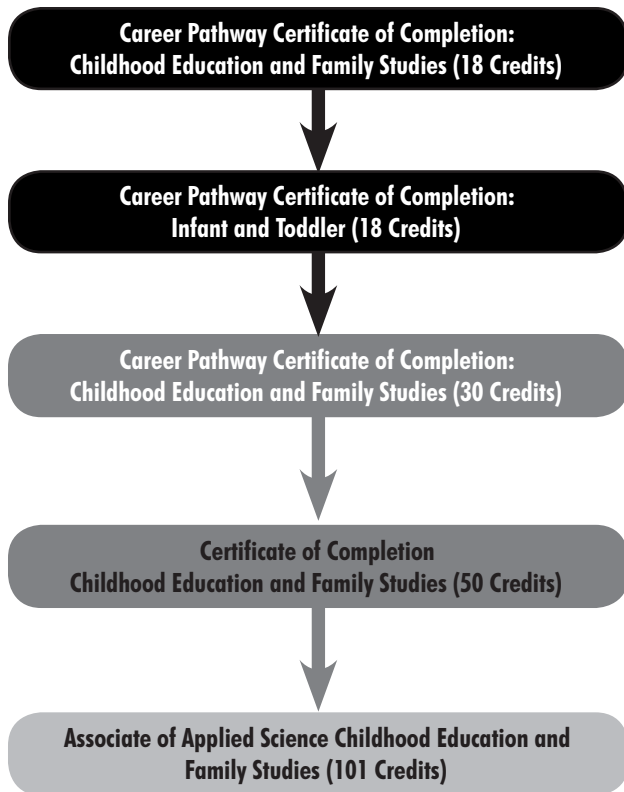 Career Pathway Certificate of Completion:
Childhood Education and Family Studies (18 Credits)
Career Pathway Certificate of Completion:
Infant and Toddler (18 Credits)
Career Pathway Certificate of Completion:
Childhood Education and Family Studies (30 Credits)
Certificate of Completion
Childhood Education and Family Studies (50 Credits)
Associate of Applied Science Childhood Education and
Family Studies (101 Credits)